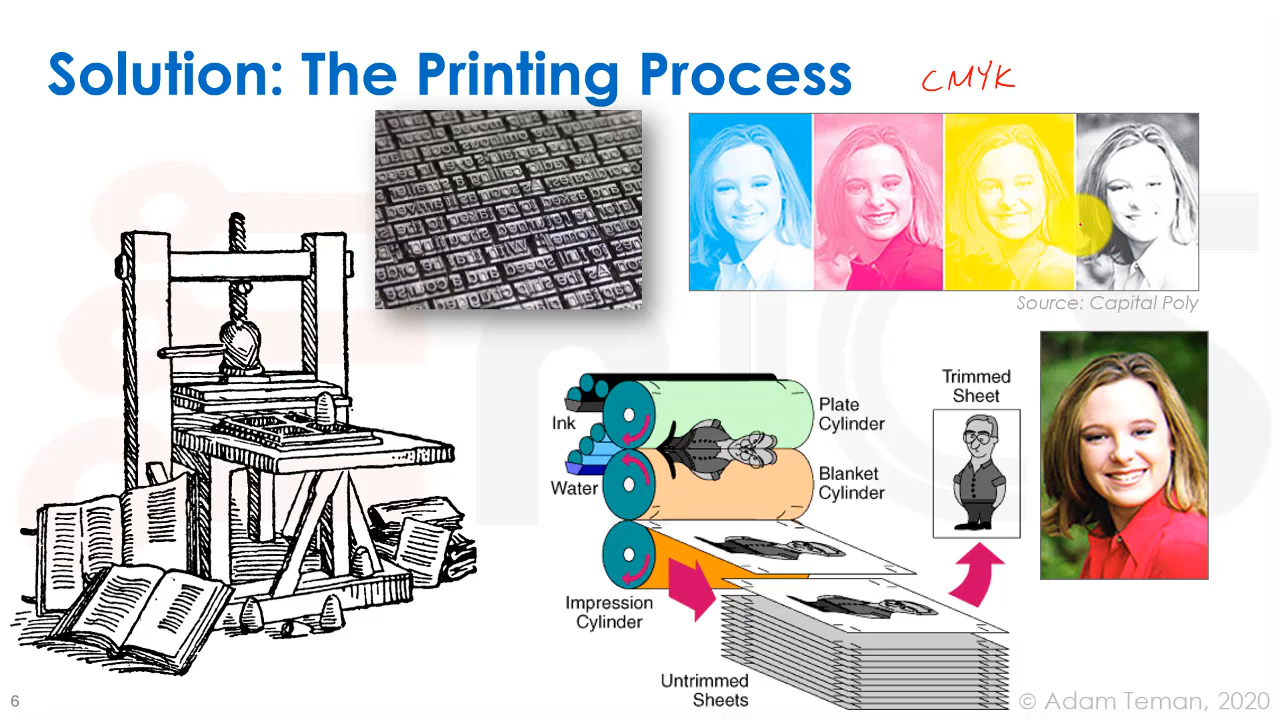 Solution: The Printing Process
CMYK
Source: Capital Poly
Trimmed
Sheet
Ink
Plate
Cylinder
Water
Blanket
Cylinder
Impression
Cylinder
Untrimmed
Sheets
6
© Adam Teman, 2020